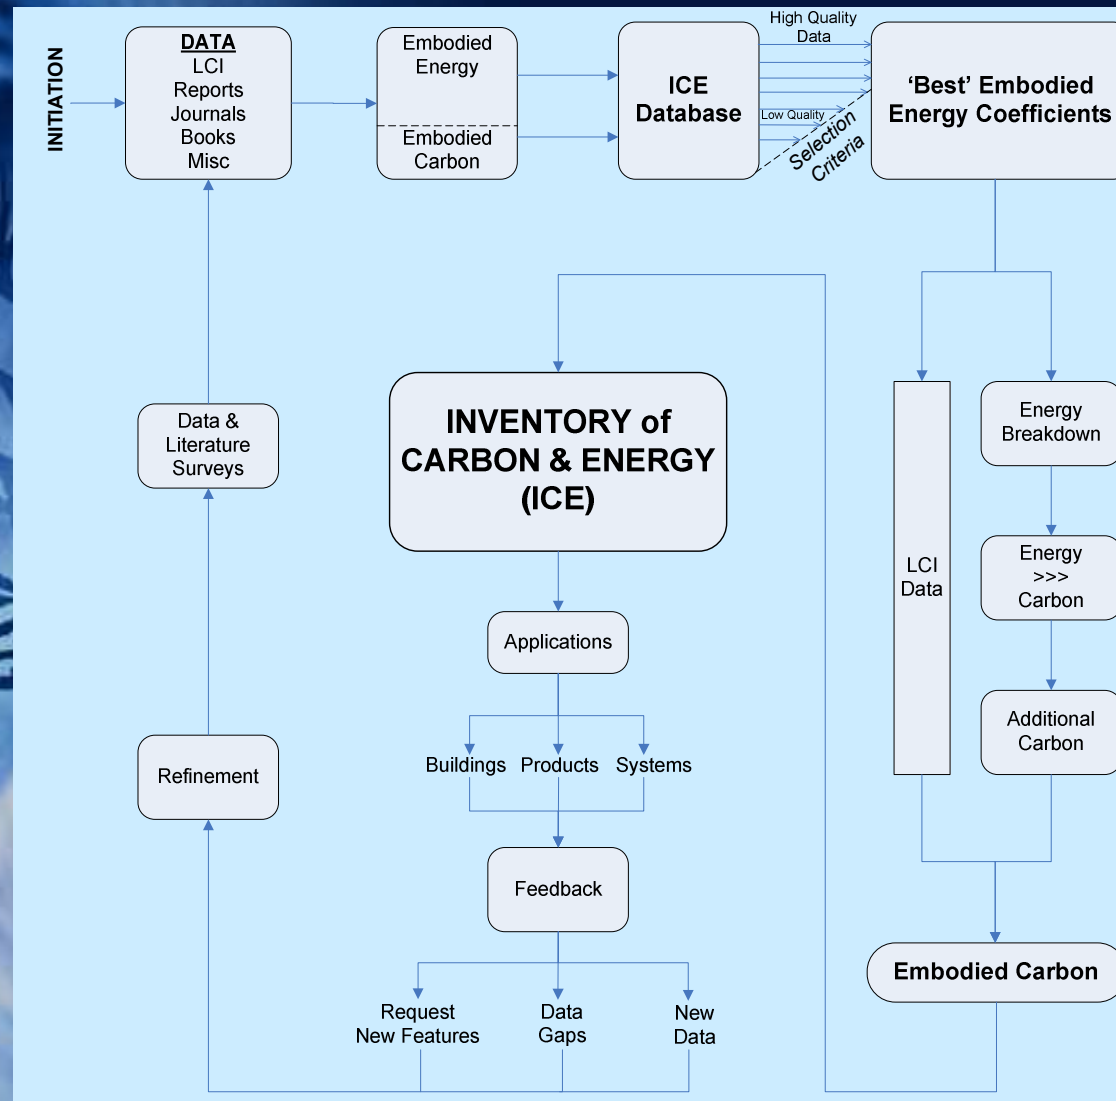 INITIATION
DATA
LCI
Reports
Journals
Books
Misc
Embodied
Energy
Embodied
Carbon
ICE
Database
High Quality
Data
Low Quality
Selection
Criteria
'Best' Embodied
Energy Coefficients
INVENTORY of
CARBON & ENERGY
(ICE)
LCI
Data
Energy
Breakdown
Energy
>>>
Carbon
Additional
Carbon
Embodied Carbon
Applications
Buildings
Products
Systems
Feedback
Request
New Features
Data
Gaps
New
Data
Refinement
Data &
Literature
Surveys